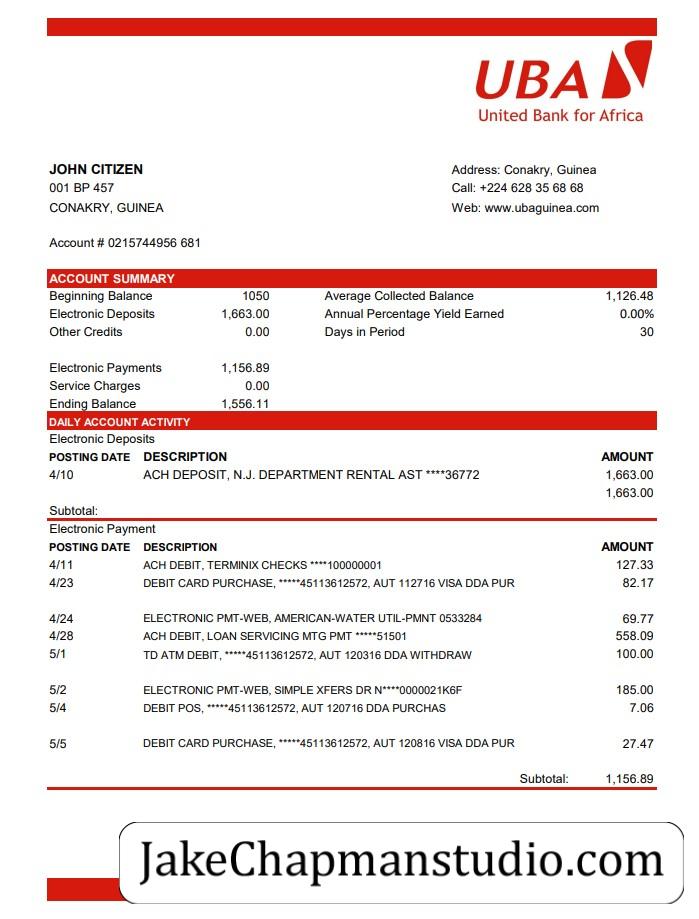 UBA
United Bank for Africa
JOHN CITIZEN
001 BP 457
CONAKRY, GUINEA
Address: Conakry, Guinea
Call: +224 628 35 68 68
Web: www.ubaguinea.com
Account # 0215744956 681
ACCOUNT SUMMARY
Beginning Balance 1050 Average Collected Balance 1,126.48
Electronic Deposits 1,663.00 Annual Percentage Yield Earned 0.00%
Other Credits 0.00 Days in Period 30
Electronic Payments 1,156.89
Service Charges 0.00
Ending Balance 1,556.11
DAILY ACCOUNT ACTIVITY
Electronic Deposits
POSTING DATE DESCRIPTION AMOUNT
4/10 ACH DEPOSIT, N.J. DEPARTMENT RENTAL AST ****36772 1,663.00
1,663.00
Subtotal:
Electronic Payment
POSTING DATE DESCRIPTION AMOUNT
4/11 ACH DEBIT, TERMINIX CHECKS ****100000001 127.33
4/23 DEBIT CARD PURCHASE, *****45113612572, AUT 112716 VISA DDA PUR 82.17
4/24 ELECTRONIC PMT-WEB, AMERICAN-WATER UTIL-PMNT 0533284 69.77
4/28 ACH DEBIT, LOAN SERVICING MTG PMT *****51501 558.09
5/1 TD ATM DEBIT, *****45113612572, AUT 120316 DDA WITHDRAW 100.00
5/2 ELECTRONIC PMT-WEB, SIMPLE XFERS DR N****0000021K6F 185.00
5/4 DEBIT POS, *****45113612572, AUT 120716 DDA PURCHAS 7.06
5/5 DEBIT CARD PURCHASE, *****45113612572, AUT 120816 VISA DDA PUR 27.47
Subtotal: 1,156.89
JakeChapmanstudio.com